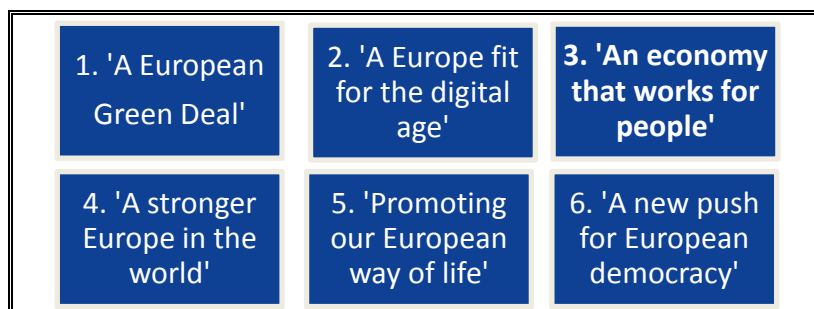 1. 'A European
Green Deal'
2. 'A Europe fit
for the digital
age'
3. 'An economy
that works for
people'
4. 'A stronger
Europe in the
world'
5. 'Promoting
our European
way of life'
6. 'A new push
for European
democracy'